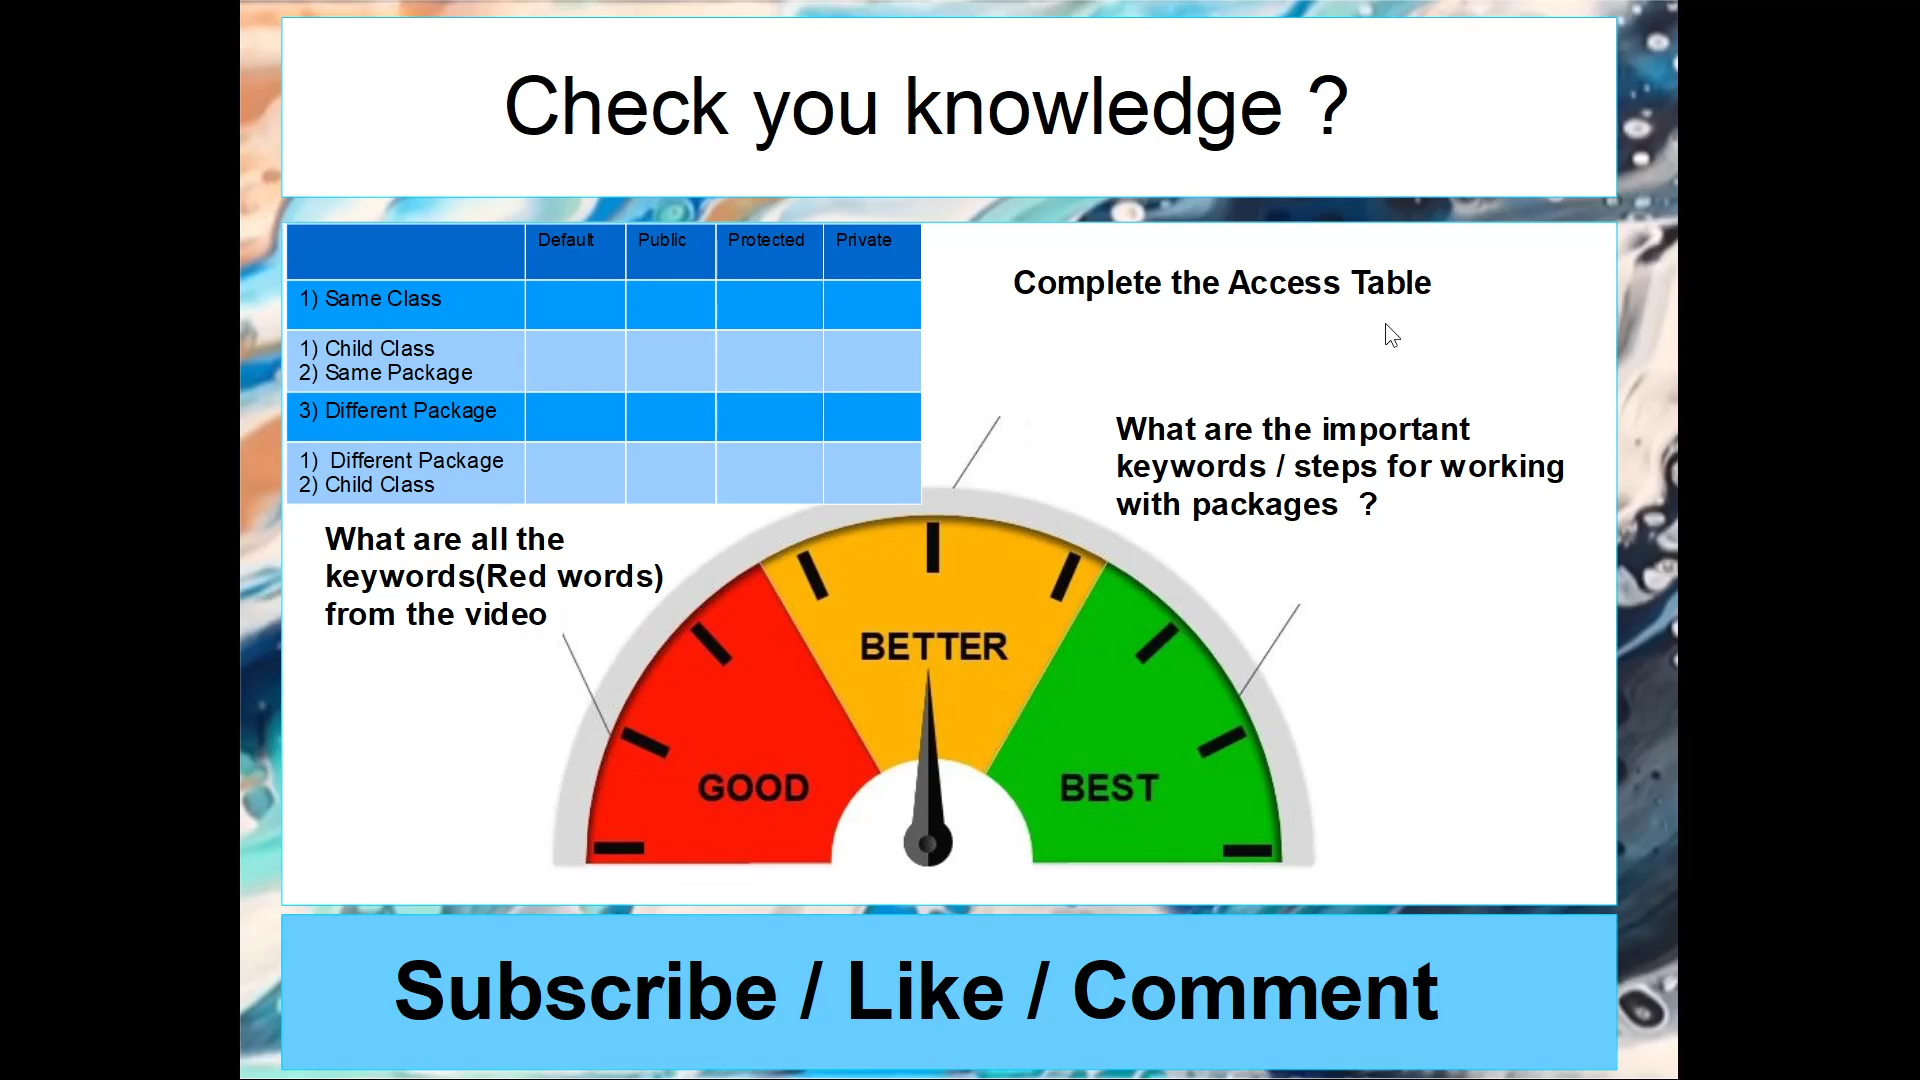 Check you knowledge ?
Default Public Protected Private
1) Same Class
1) Child Class
2) Same Package
3) Different Package
1) Different Package
2) Child Class
Complete the Access Table
What are the important
keywords / steps for working
with packages ?
What are all the
keywords(Red words)
from the video
BETTER
GOOD
BEST
Subscribe / Like / Comment